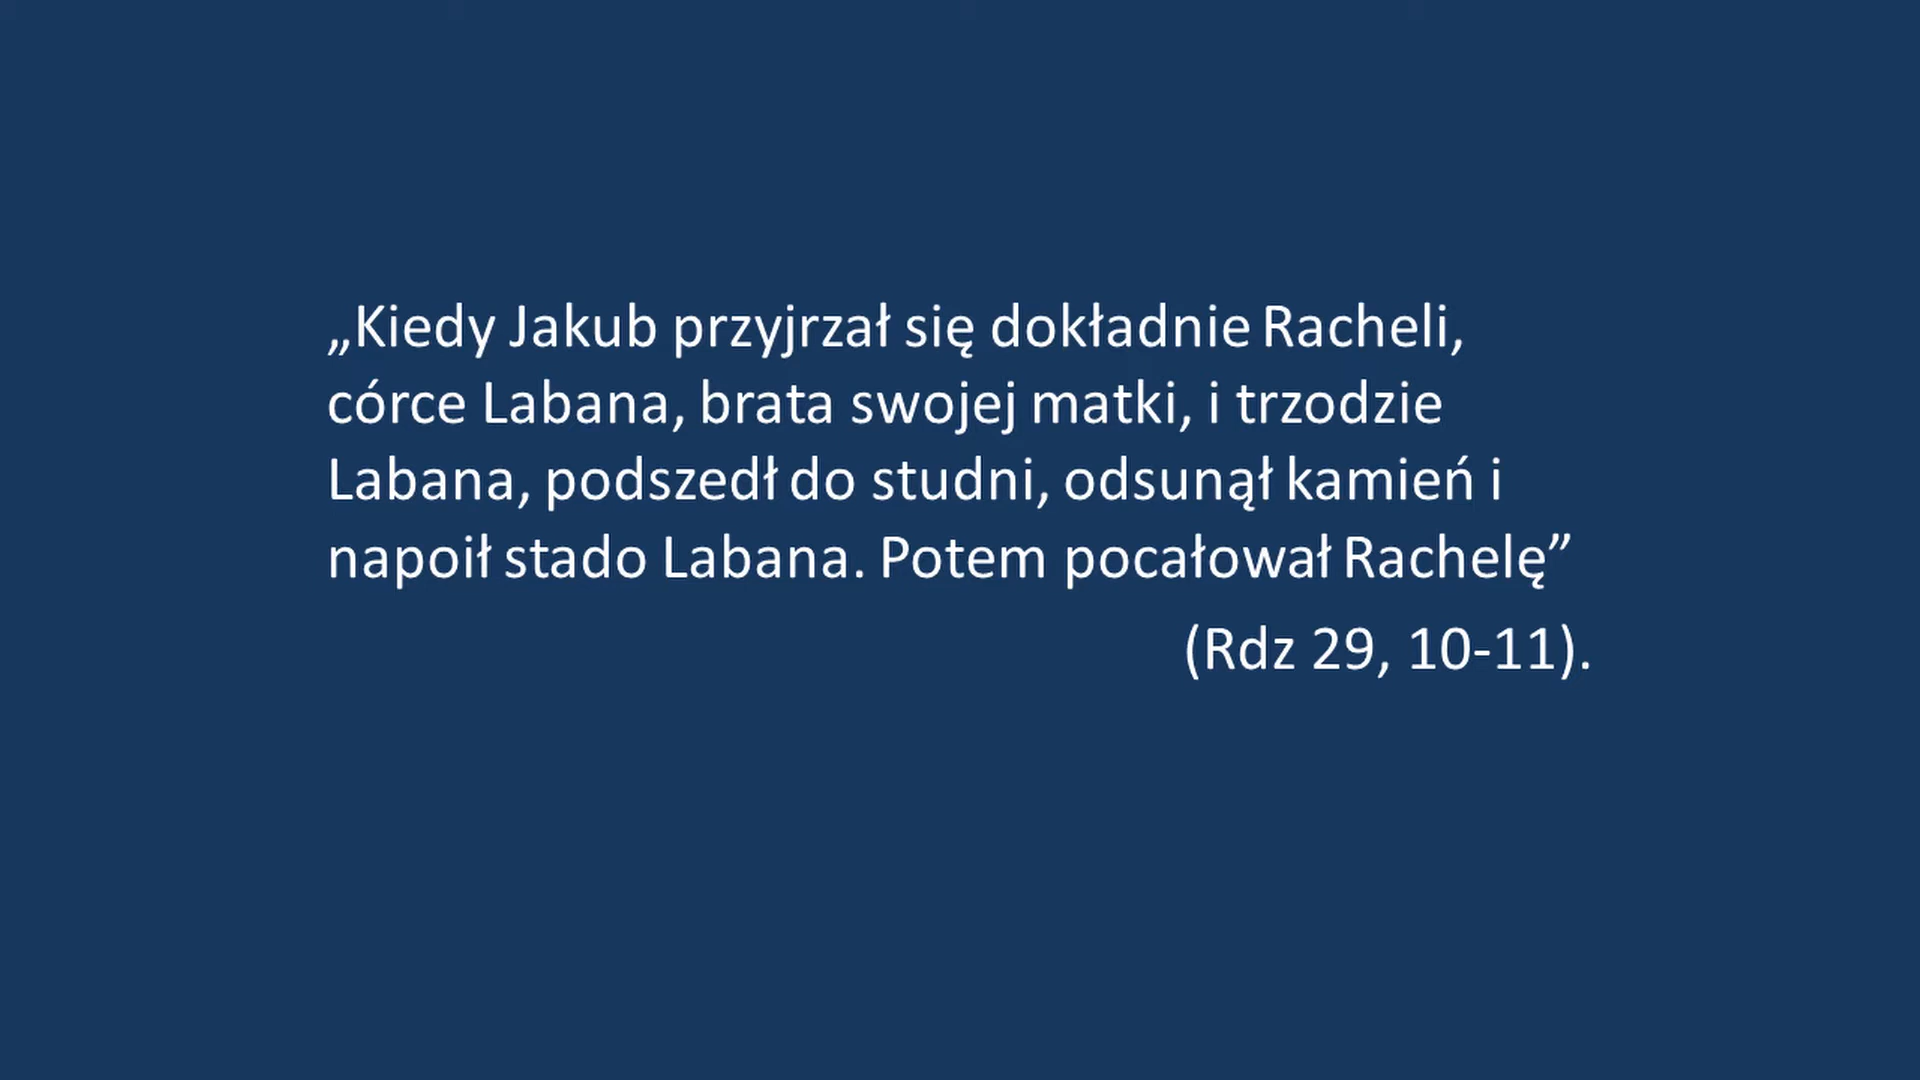 „Kiedy Jakub przyjrzał się dokładnie Racheli,
córce Labana, brata swojej matki, i trzodzie
Labana, podszedł do studni, odsunął kamień i
napoił stado Labana. Potem pocałował Rachelę”
(Rdz 29, 10-11).